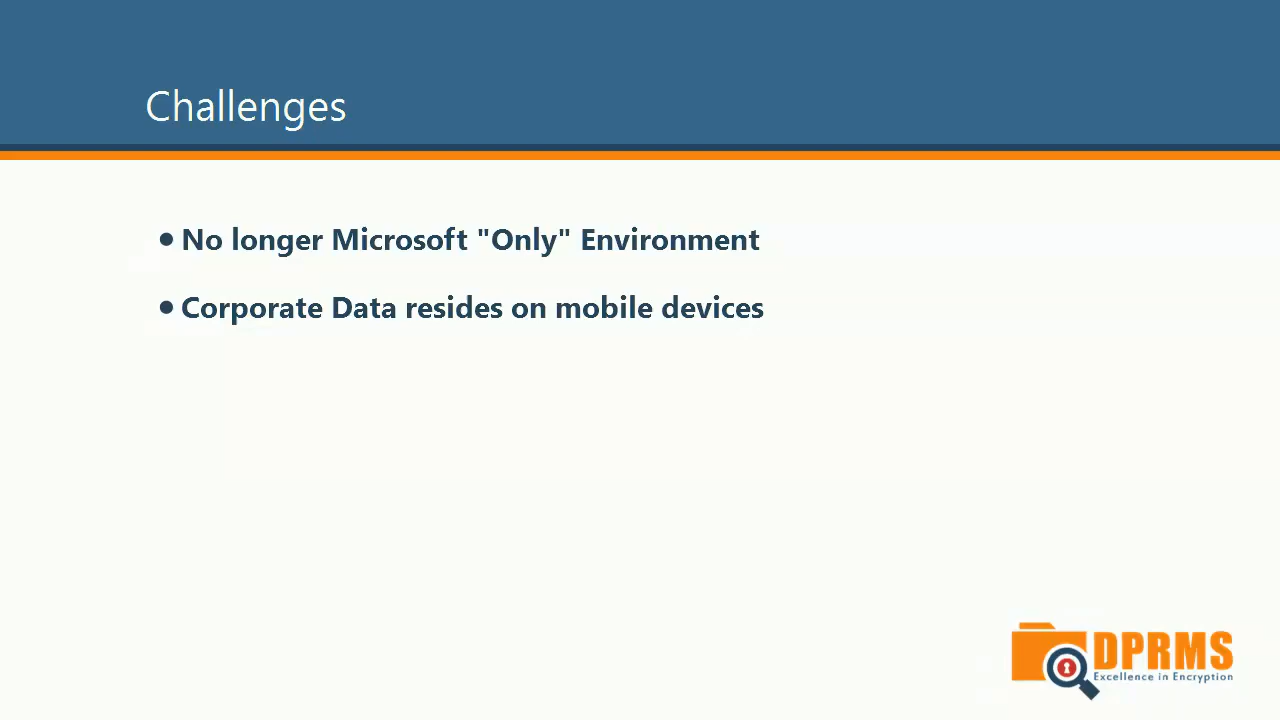 Challenges
• No longer Microsoft "Only" Environment
• Corporate Data resides on mobile devices
DPRMS
Excellence in Encryption